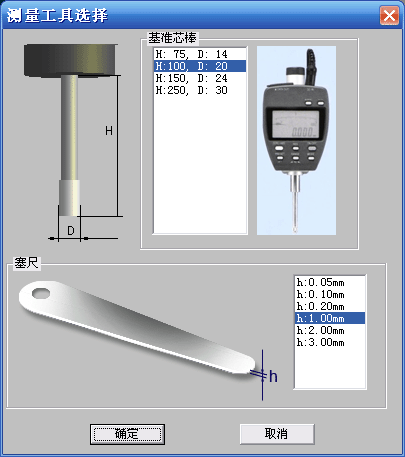 测量工具选择
基准芯棒
H: 75, D: 14
H:100, D: 20
H:150, D: 24
H:250, D: 30
H
D
塞尺
h:0.05mm
h:0.10mm
h:0.20mm
h:1.00mm
h:2.00mm
h:3.00mm
h
确定
取消